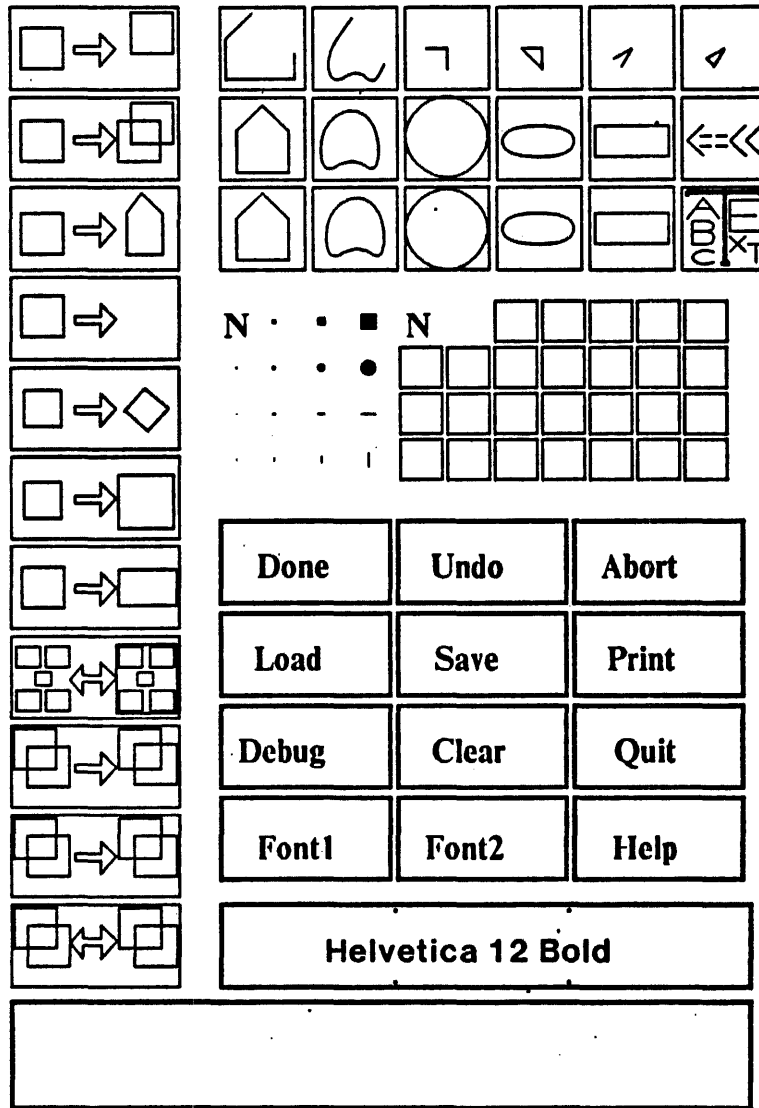 A
B
C
E
X T
N N
Done Undo Abort
Load Save Print
Debug Clear Quit
Font1 Font2 Help
Helvetica 12 Bold